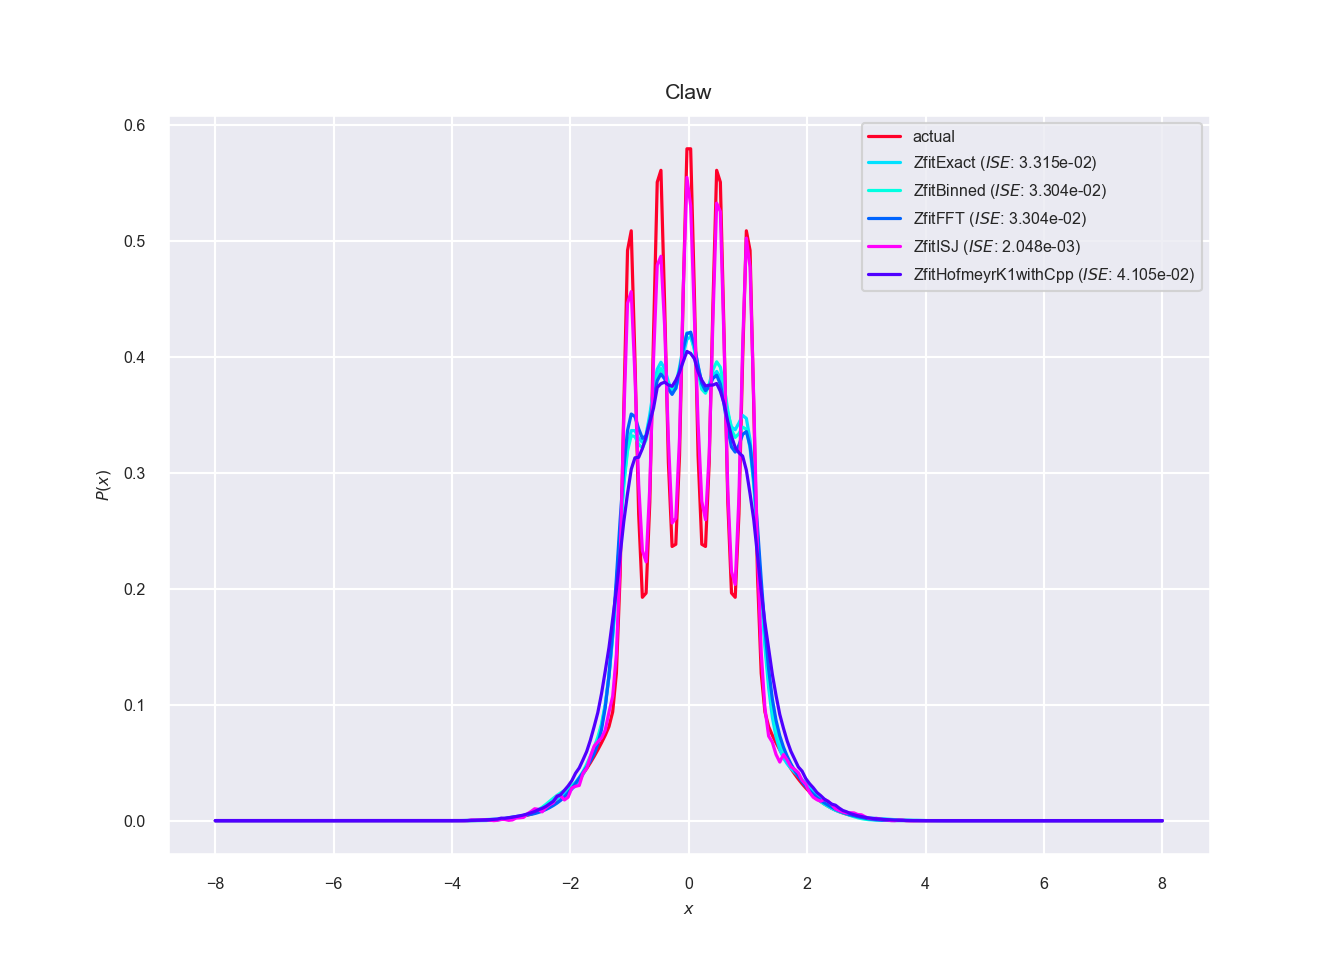 Claw
actual
ZfitExact (ISE: 3.315e-02)
ZfitBinned (ISE: 3.304e-02)
ZfitFFT (ISE: 3.304e-02)
ZfitISJ (ISE: 2.048e-03)
ZfitHofmeyrK1withCpp (ISE: 4.105e-02)
0.6
0.5
0.4
0.3
0.2
0.1
0.0
P(x)
−8
−6
−4
−2
0
2
4
6
8
x